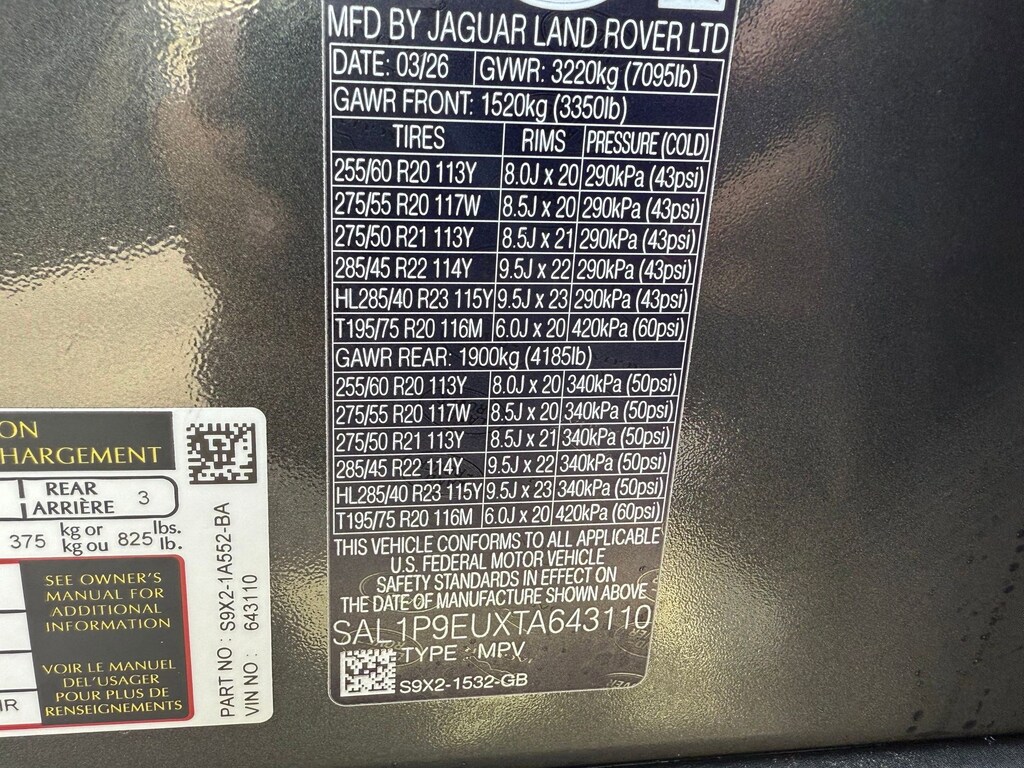 MFD BY JAGUAR LAND ROVER LTD
DATE: 03/26 GVWR: 3220kg (7095lb)
GAWR FRONT: 1520kg (3350lb)
TIRES RIMS PRESSURE (COLD)
255/60 R20 113Y 8.0J x 20 290kPa (43psi)
275/55 R20 117W 8.5J x 20 290kPa (43psi)
275/50 R21 113Y 8.5J x 21 290kPa (43psi)
285/45 R22 114Y 9.5J x 22 290kPa (43psi)
HL285/40 R23 115Y 9.5J x 23 290kPa (43psi)
T195/75 R20 116M 6.0J x 20 420kPa (60psi)
GAWR REAR: 1900kg (4185lb)
255/60 R20 113Y 8.0J x 20 340kPa (50psi)
275/55 R20 117W 8.5J x 20 340kPa (50psi)
275/50 R21 113Y 8.5J x 21 340kPa (50psi)
285/45 R22 114Y 9.5J x 22 340kPa (50psi)
HL285/40 R23 115Y 9.5J x 23 340kPa (50psi)
T195/75 R20 116M 6.0J x 20 420kPa (60psi)
THIS VEHICLE CONFORMS TO ALL APPLICABLE
U.S. FEDERAL MOTOR VEHICLE
SAFETY STANDARDS IN EFFECT ON
THE DATE OF MANUFACTURE SHOWN ABOVE
SAL1P9EUXTA643110
TYPE : MPV
S9X2-1532-GB
ON
HARGEMENT
REAR
ARRIÈRE 3
375 kg or 825 lbs.
kg ou lb.
SEE OWNER'S
MANUAL FOR
ADDITIONAL
INFORMATION
VOIR LE MANUEL
DE L'USAGER
POUR PLUS DE
RENSEIGNEMENTS
IR
PART NO : S9X2-1A552-BA
VIN NO : 643110